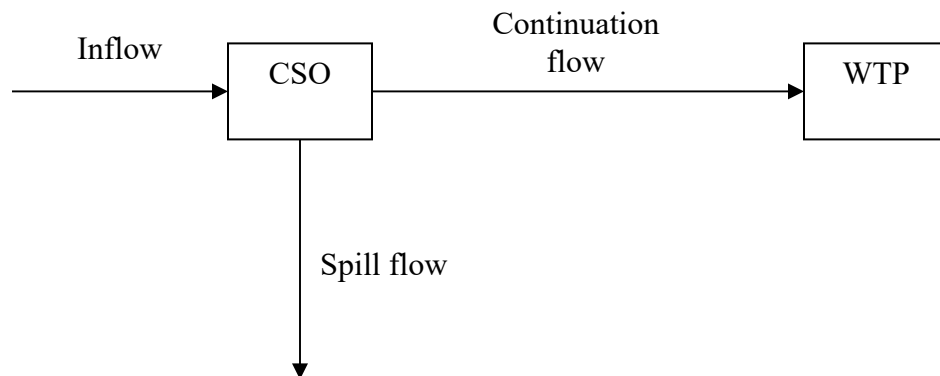 Inflow
CSO
Continuation
flow
WTP
Spill flow